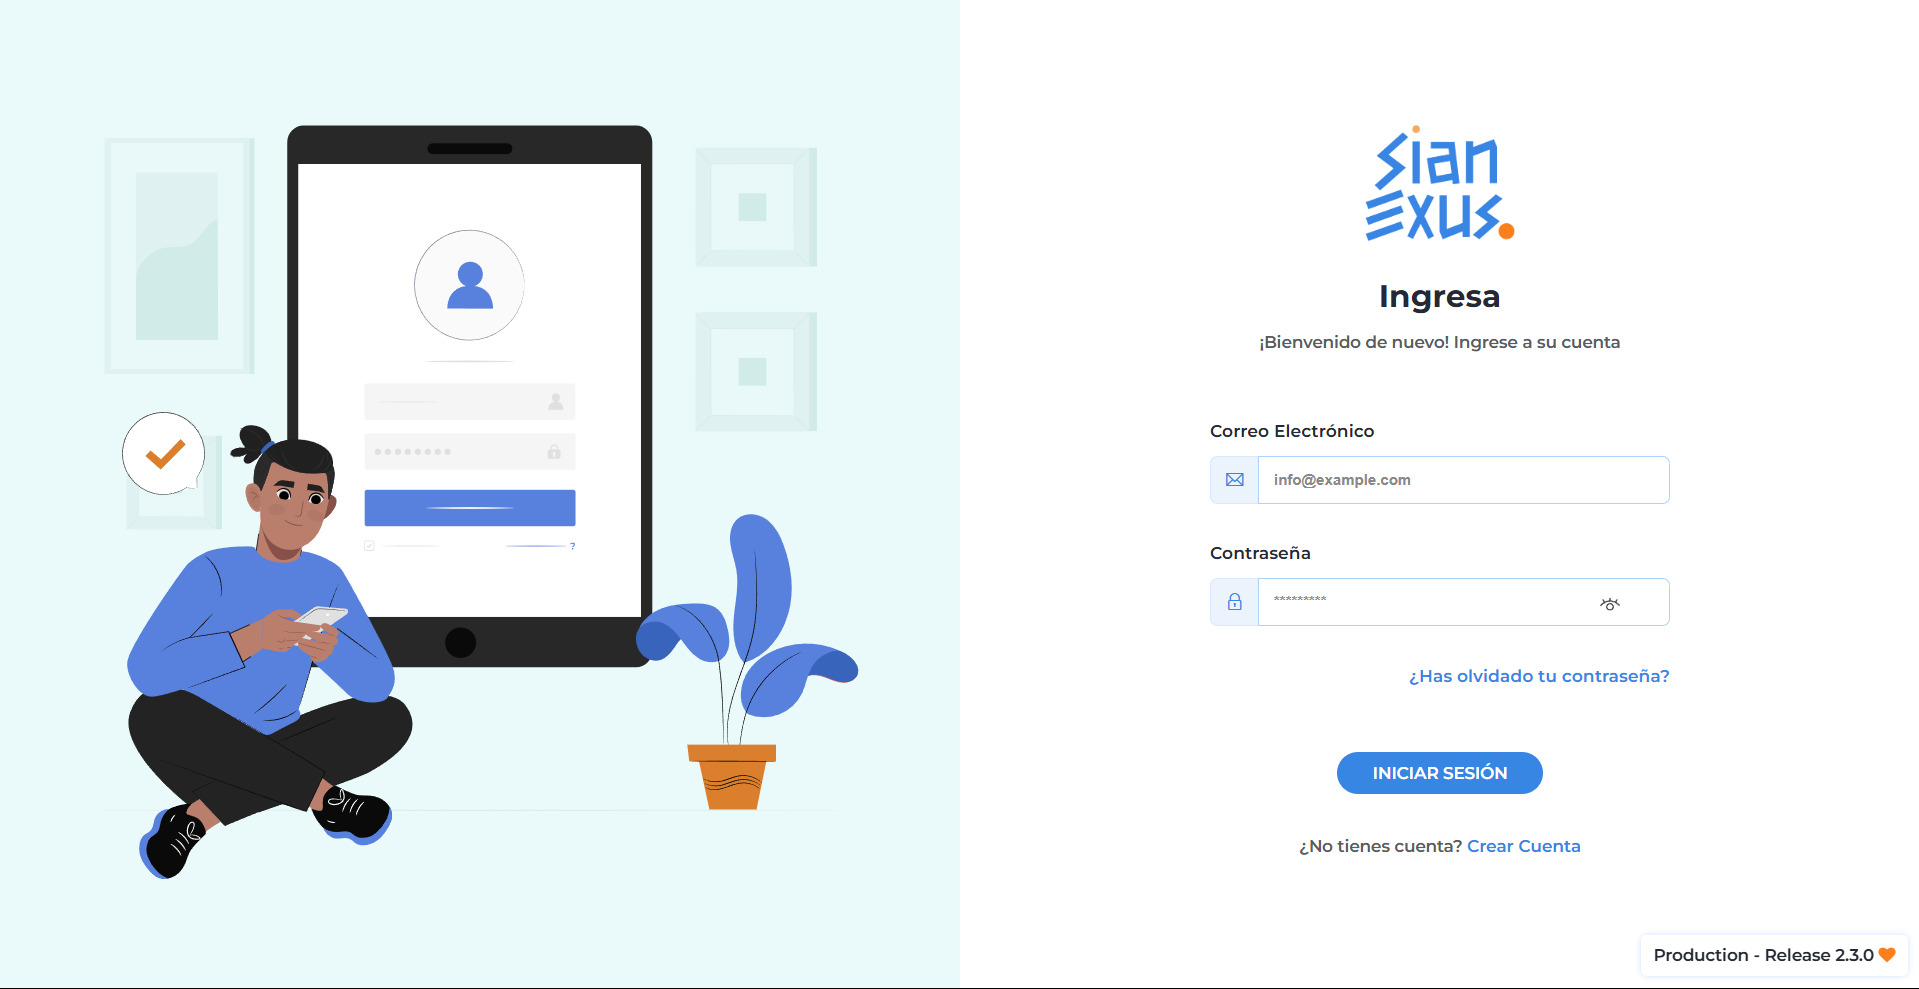 Sian
Exus.
Ingresa
¡Bienvenido de nuevo! Ingrese a su cuenta
Correo Electrónico
info@example.com
Contraseña
*********
¿Has olvidado tu contraseña?
INICIAR SESIÓN
¿No tienes cuenta? Crear Cuenta
Production - Release 2.3.0 🧡
?